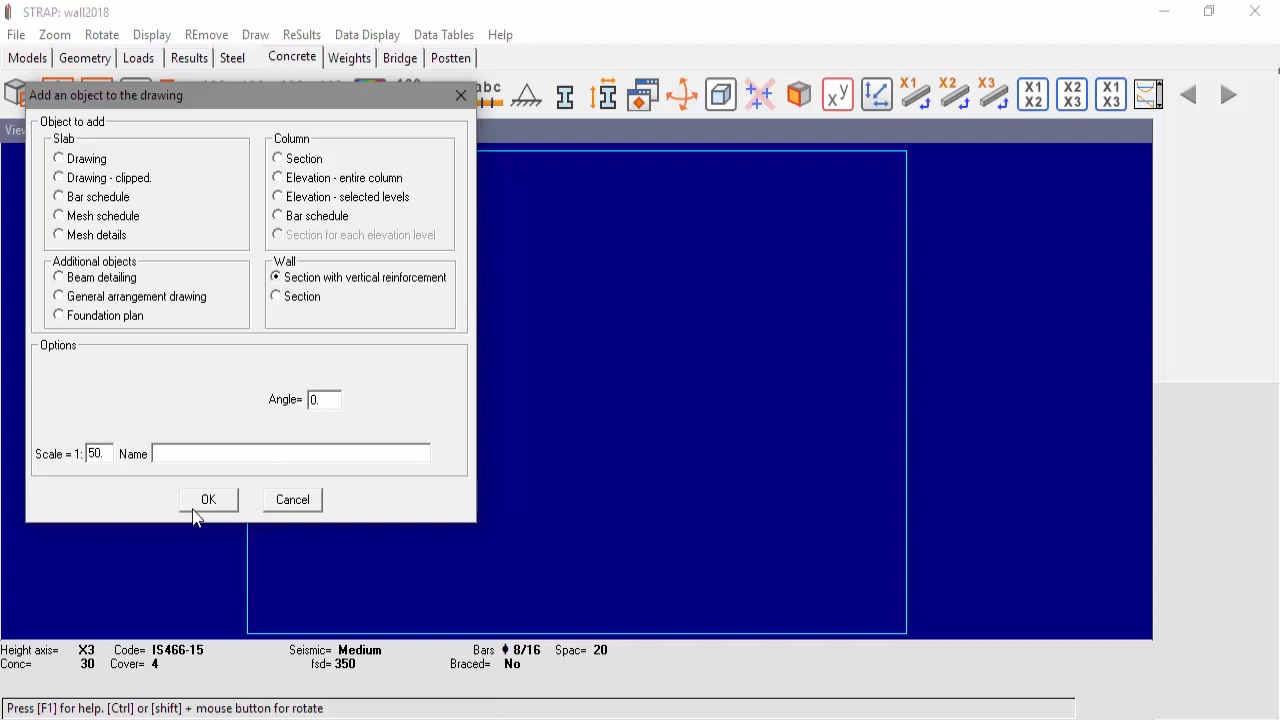 STRAP: wall2018
File Zoom Rotate Display REmove Draw ReSults Data Display Data Tables Help
Models Geometry Loads Results Steel Concrete Weights Bridge Postten
abc
xy
X1 X2 X3
X1 X2
X2 X3
X1 X3
Add an object to the drawing
View
Object to add
Slab
Drawing
Drawing - clipped.
Bar schedule
Mesh schedule
Mesh details
Column
Section
Elevation - entire column
Elevation - selected levels
Bar schedule
Section for each elevation level
Additional objects
Beam detailing
General arrangement drawing
Foundation plan
Wall
Section with vertical reinforcement
Section
Options
Angle= 0.
Scale = 1: 50. Name
OK Cancel
Height axis= X3 Code= IS466-15 Seismic= Medium Bars ⌀ 8/16 Spac= 20
Conc= 30 Cover= 4 fsd= 350 Braced= No
Press [F1] for help. [Ctrl] or [shift] + mouse button for rotate